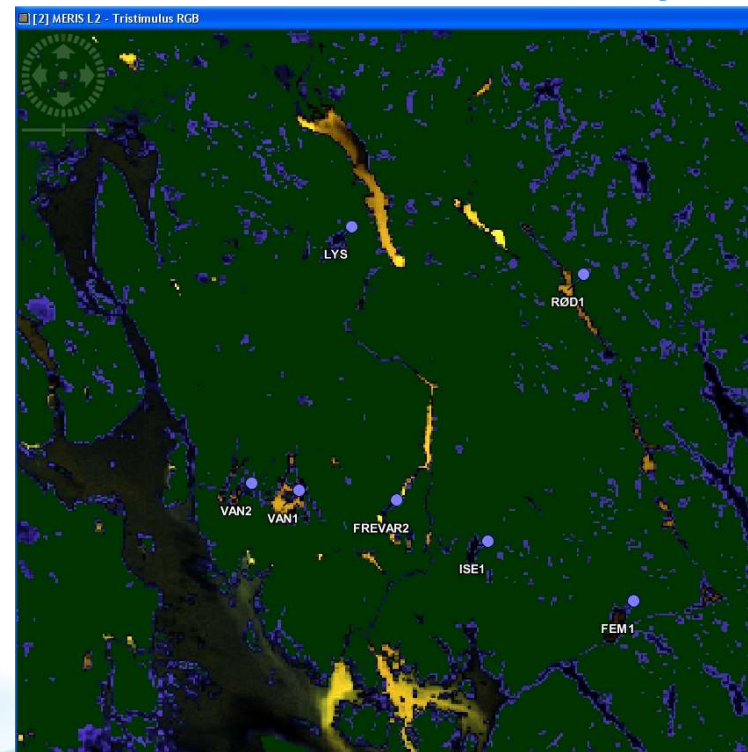 [2] MERIS L2 - Tristimulus RGB
LYS
RØD1
VAN2
VAN1
FREVAR2
ISE1
FEM1